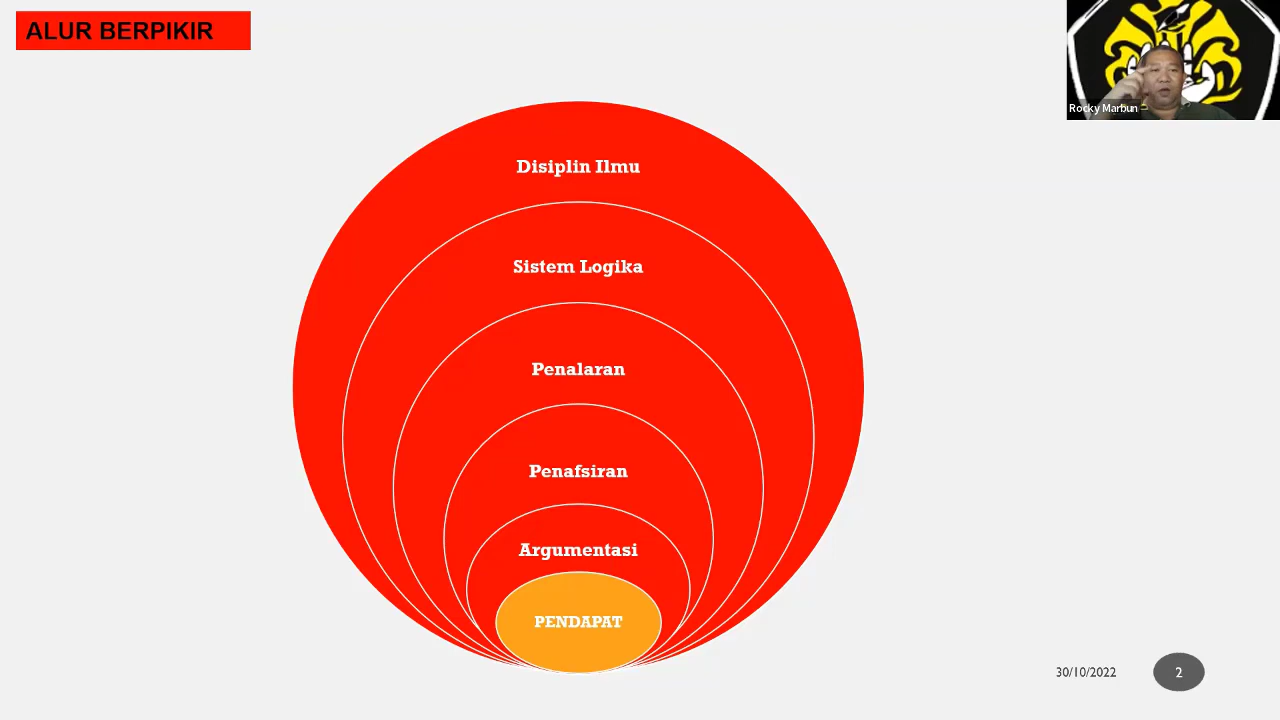 ALUR BERPIKIR
Rocky Marbun
Disiplin Ilmu
Sistem Logika
Penalaran
Penafsiran
Argumentasi
PENDAPAT
30/10/2022
2